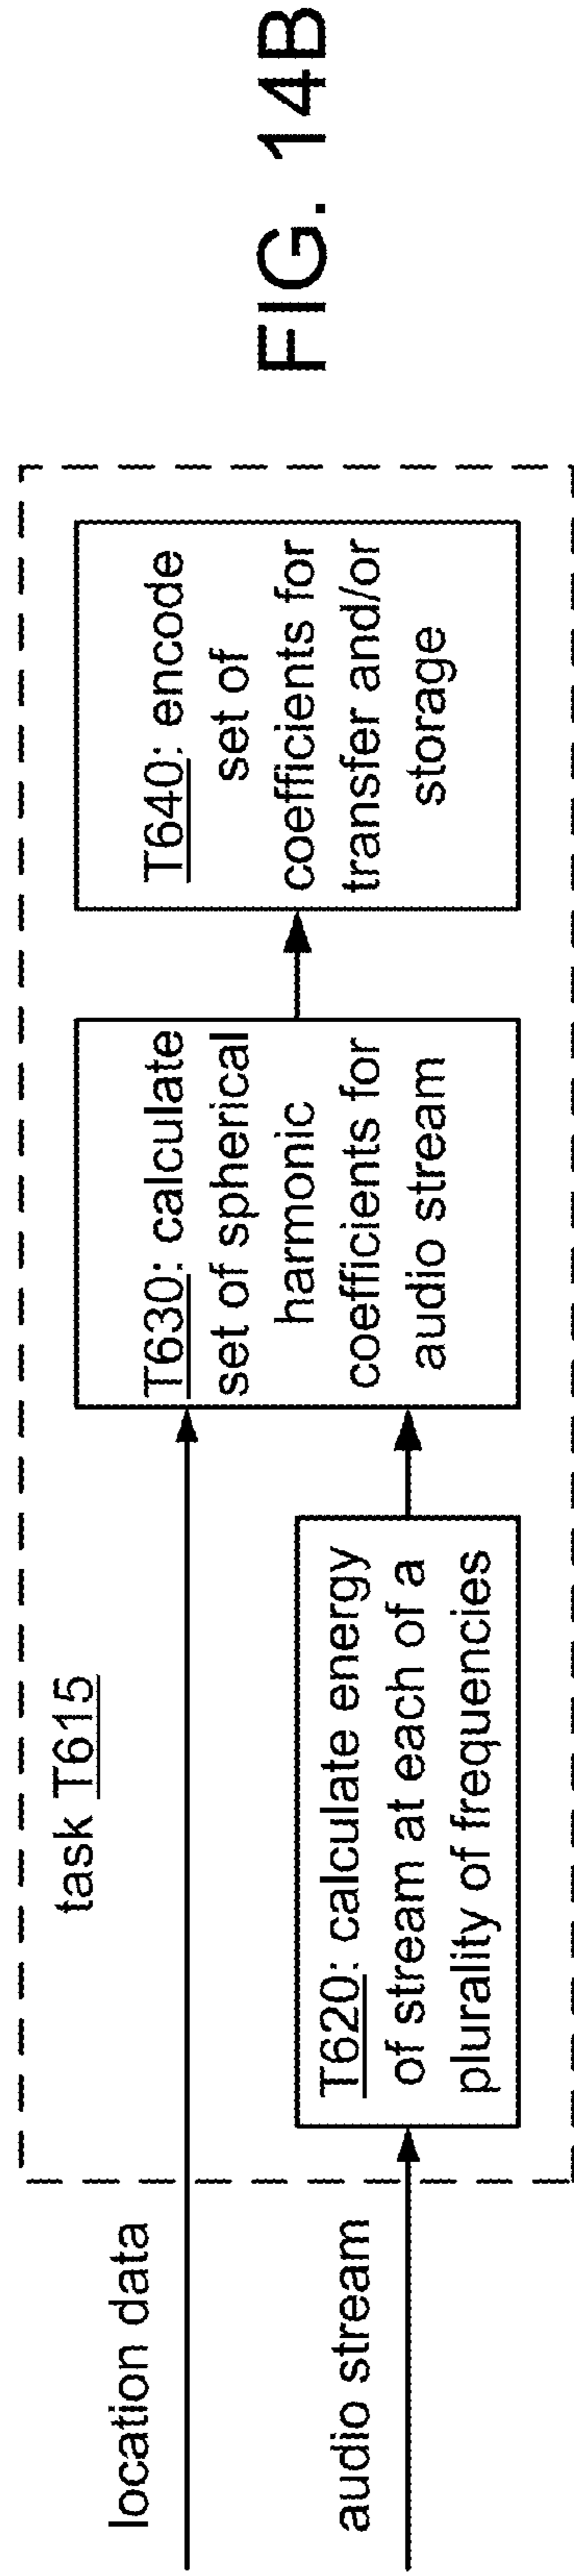 location data
audio stream
task T615
T620: calculate energy
of stream at each of a
plurality of frequencies
T630: calculate
set of spherical
harmonic
coefficients for
audio stream
T640: encode
set of
coefficients for
transfer and/or
storage
FIG. 14B